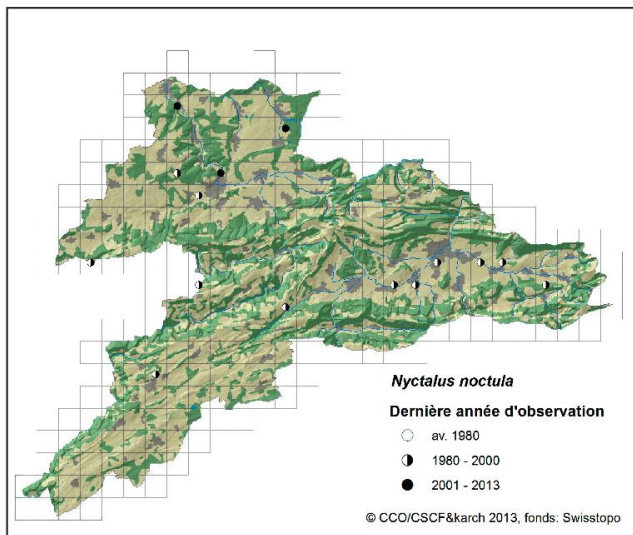 Nyctalus noctula
Dernière année d'observation
av. 1980
1980 - 2000
2001 - 2013
© CCO/CSCF&karch 2013, fonds: Swisstopo